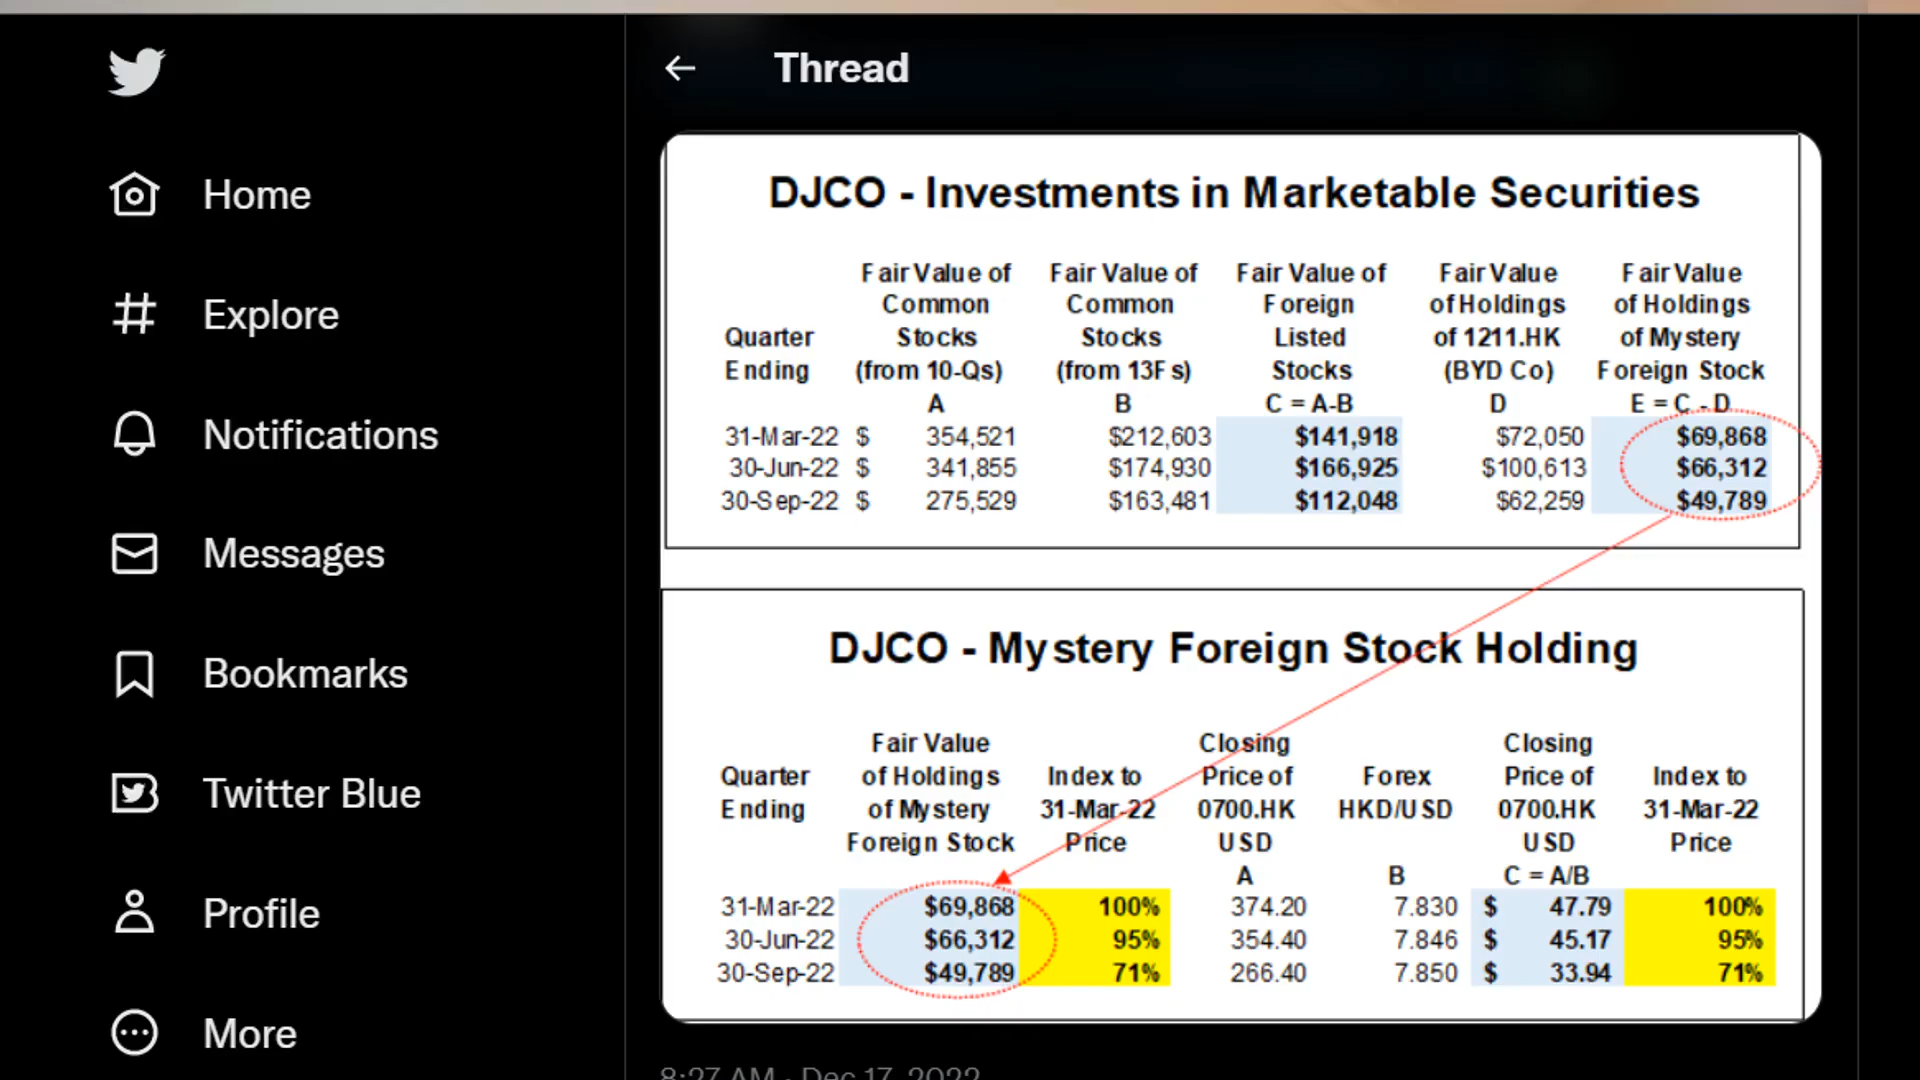 Thread
Home
Explore
Notifications
Messages
Bookmarks
Twitter Blue
Profile
More
DJCO - Investments in Marketable Securities
Fair Value of Fair Value of Fair Value of Fair Value Fair Value
Common Common Foreign of Holdings of Holdings
Quarter Stocks Stocks Listed of 1211.HK of Mystery
Ending (from 10-Qs) (from 13Fs) Stocks (BYD Co) Foreign Stock
A B C = A-B D E = C - D
31-Mar-22 $ 354,521 $212,603 $141,918 $72,050 $69,868
30-Jun-22 $ 341,855 $174,930 $166,925 $100,613 $66,312
30-Sep-22 $ 275,529 $163,481 $112,048 $62,259 $49,789
DJCO - Mystery Foreign Stock Holding
Fair Value Closing Closing
Quarter of Holdings Index to Price of Forex Price of Index to
Ending of Mystery 31-Mar-22 0700.HK HKD/USD 0700.HK 31-Mar-22
Foreign Stock Price USD USD Price
A B C = A/B
31-Mar-22 $69,868 100% 374.20 7.830 $ 47.79 100%
30-Jun-22 $66,312 95% 354.40 7.846 $ 45.17 95%
30-Sep-22 $49,789 71% 266.40 7.850 $ 33.94 71%
8:27 AM · Dec 17, 2022